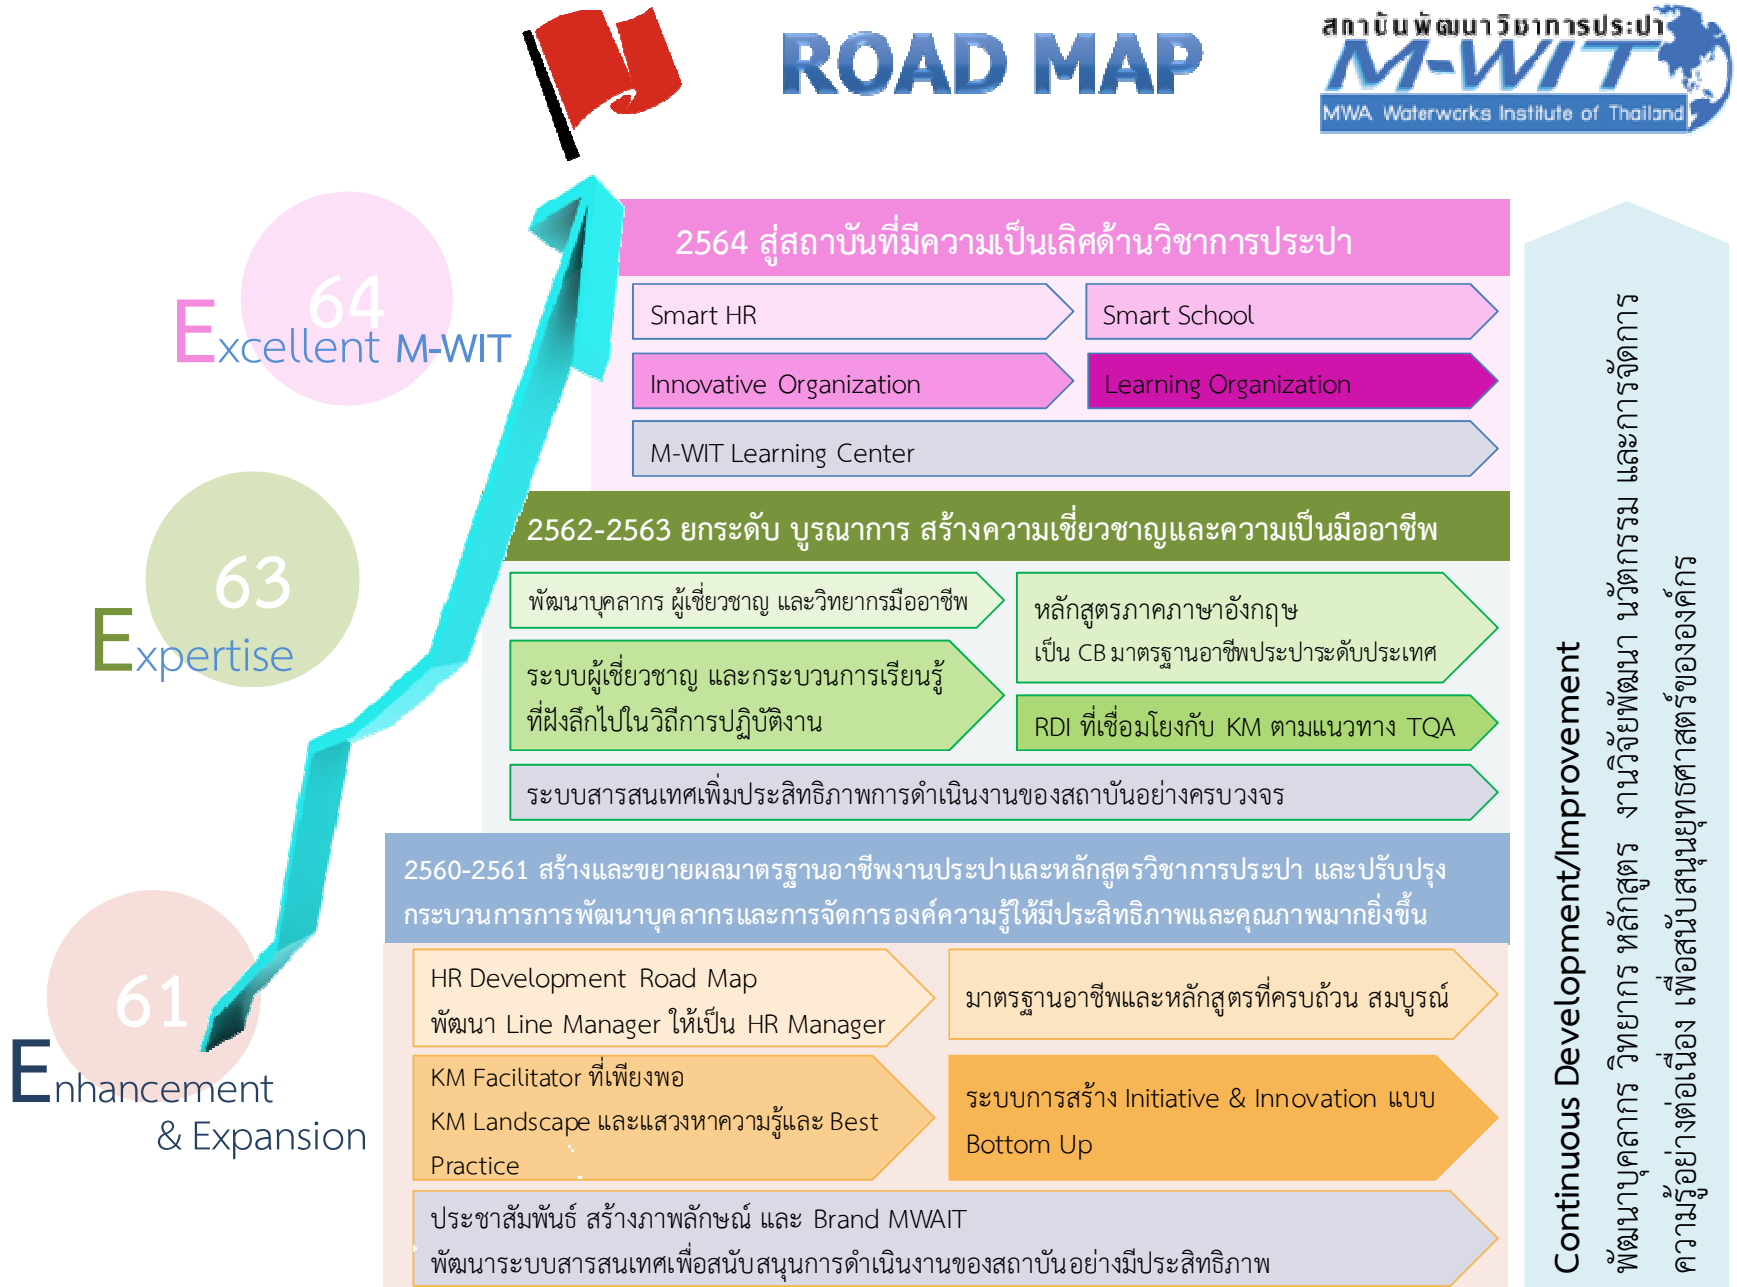 ROAD MAP
สถาบันพัฒนาวิชาการประปา
M-WIT
MWA Waterworks Institute of Thailand
64
Excellent M-WIT
2564 สู่สถาบันที่มีความเป็นเลิศด้านวิชาการประปา
Smart HR
Smart School
Innovative Organization
Learning Organization
M-WIT Learning Center
63
Expertise
2562-2563 ยกระดับ บูรณาการ สร้างความเชี่ยวชาญและความเป็นมืออาชีพ
พัฒนาบุคลากร ผู้เชี่ยวชาญ และวิทยากรมืออาชีพ
หลักสูตรภาคภาษาอังกฤษ
เป็น CB มาตรฐานอาชีพประปาระดับประเทศ
ระบบผู้เชี่ยวชาญ และกระบวนการเรียนรู้
ที่ฝังลึกไปในวิถีการปฏิบัติงาน
RDI ที่เชื่อมโยงกับ KM ตามแนวทาง TQA
ระบบสารสนเทศเพิ่มประสิทธิภาพการดำเนินงานของสถาบันอย่างครบวงจร
61
Enhancement
& Expansion
2560-2561 สร้างและขยายผลมาตรฐานอาชีพงานประปาและหลักสูตรวิชาการประปา และปรับปรุง
กระบวนการการพัฒนาบุคลากรและการจัดการองค์ความรู้ให้มีประสิทธิภาพและคุณภาพมากยิ่งขึ้น
HR Development Road Map
พัฒนา Line Manager ให้เป็น HR Manager
มาตรฐานอาชีพและหลักสูตรที่ครบถ้วน สมบูรณ์
KM Facilitator ที่เพียงพอ
KM Landscape และแสวงหาความรู้และ Best
Practice
ระบบการสร้าง Initiative & Innovation แบบ
Bottom Up
ประชาสัมพันธ์ สร้างภาพลักษณ์ และ Brand MWAIT
พัฒนาระบบสารสนเทศเพื่อสนับสนุนการดำเนินงานของสถาบันอย่างมีประสิทธิภาพ
Continuous Development/Improvement
พัฒนาบุคลากร วิทยากร หลักสูตร งานวิจัยพัฒนา นวัตกรรม และการจัดการ
ความรู้อย่างต่อเนื่อง เพื่อสนับสนุนยุทธศาสตร์ขององค์กร